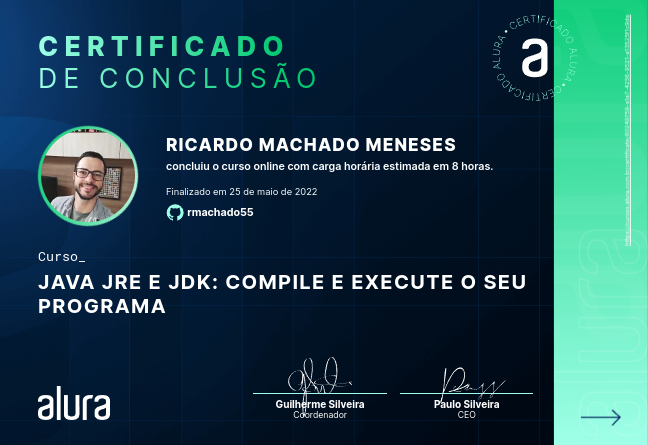 CERTIFICADO
DE CONCLUSÃO
CERTIFICADO ALURA • CERTIFICADO ALURA •
a
RICARDO MACHADO MENESES
concluiu o curso online com carga horária estimada em 8 horas.
Finalizado em 25 de maio de 2022
rmachado55
Curso_
JAVA JRE E JDK: COMPILE E EXECUTE O SEU
PROGRAMA
alura
Guilherme Silveira
Coordenador
Paulo Silveira
CEO
alura